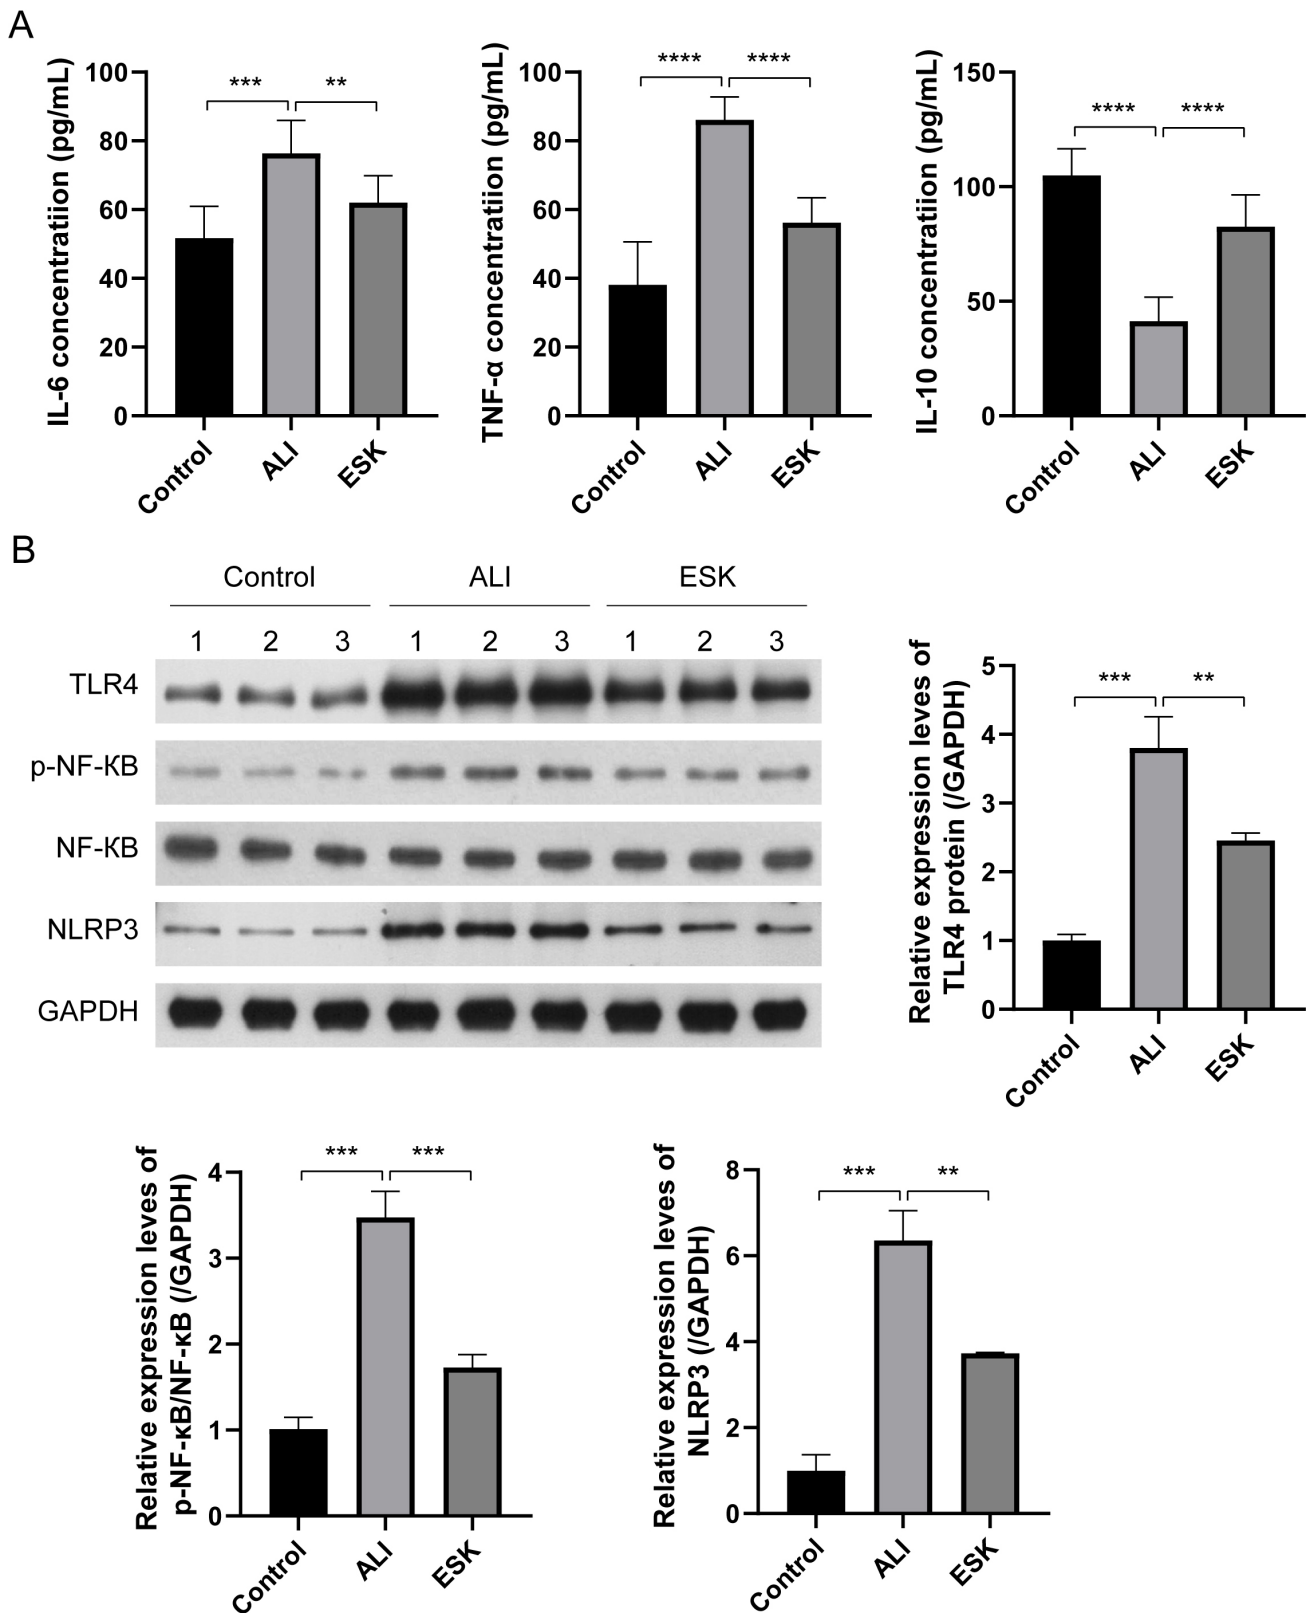 A
IL-6 concentratiion (pg/mL)
100
80
60
40
20
0
***
**
Control
ALI
ESK
TNF-α concentratiion (pg/mL)
100
80
60
40
20
0
****
****
Control
ALI
ESK
IL-10 concentratiion (pg/mL)
150
100
50
0
****
****
Control
ALI
ESK
B
Control ALI ESK
1 2 3 1 2 3 1 2 3
TLR4
p-NF-KB
NF-KB
NLRP3
GAPDH
Relative expression leves of
TLR4 protein (/GAPDH)
5
4
3
2
1
0
***
**
Control
ALI
ESK
Relative expression leves of
p-NF-κB/NF-κB (/GAPDH)
4
3
2
1
0
***
***
Control
ALI
ESK
Relative expression leves of
NLRP3 (/GAPDH)
8
6
4
2
0
***
**
Control
ALI
ESK